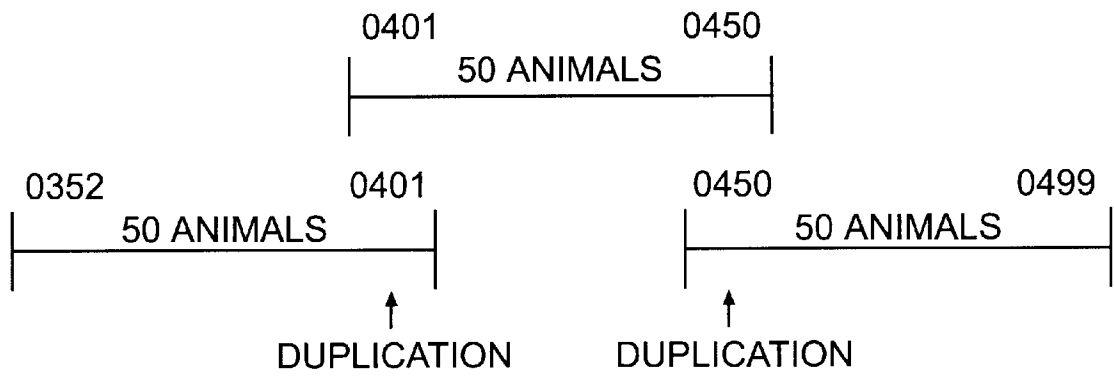 0401 0450
50 ANIMALS
0352 0401 0450 0499
50 ANIMALS 50 ANIMALS
DUPLICATION DUPLICATION